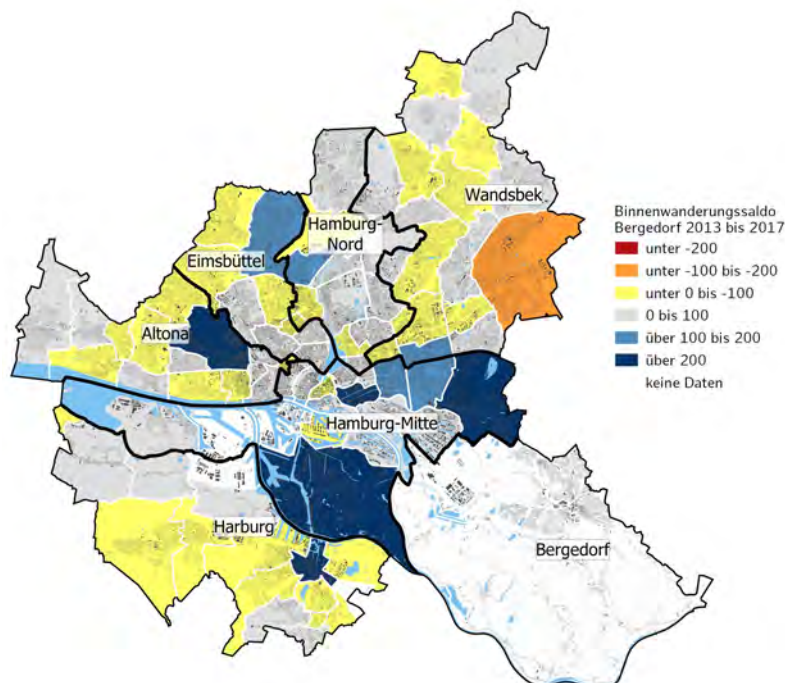 Wandsbek
Hamburg-
Nord
Eimsbüttel
Altona
Hamburg-Mitte
Harburg
Bergedorf
Binnenwanderungssaldo
Bergedorf 2013 bis 2017
unter -200
unter -100 bis -200
unter 0 bis -100
0 bis 100
über 100 bis 200
über 200
keine Daten